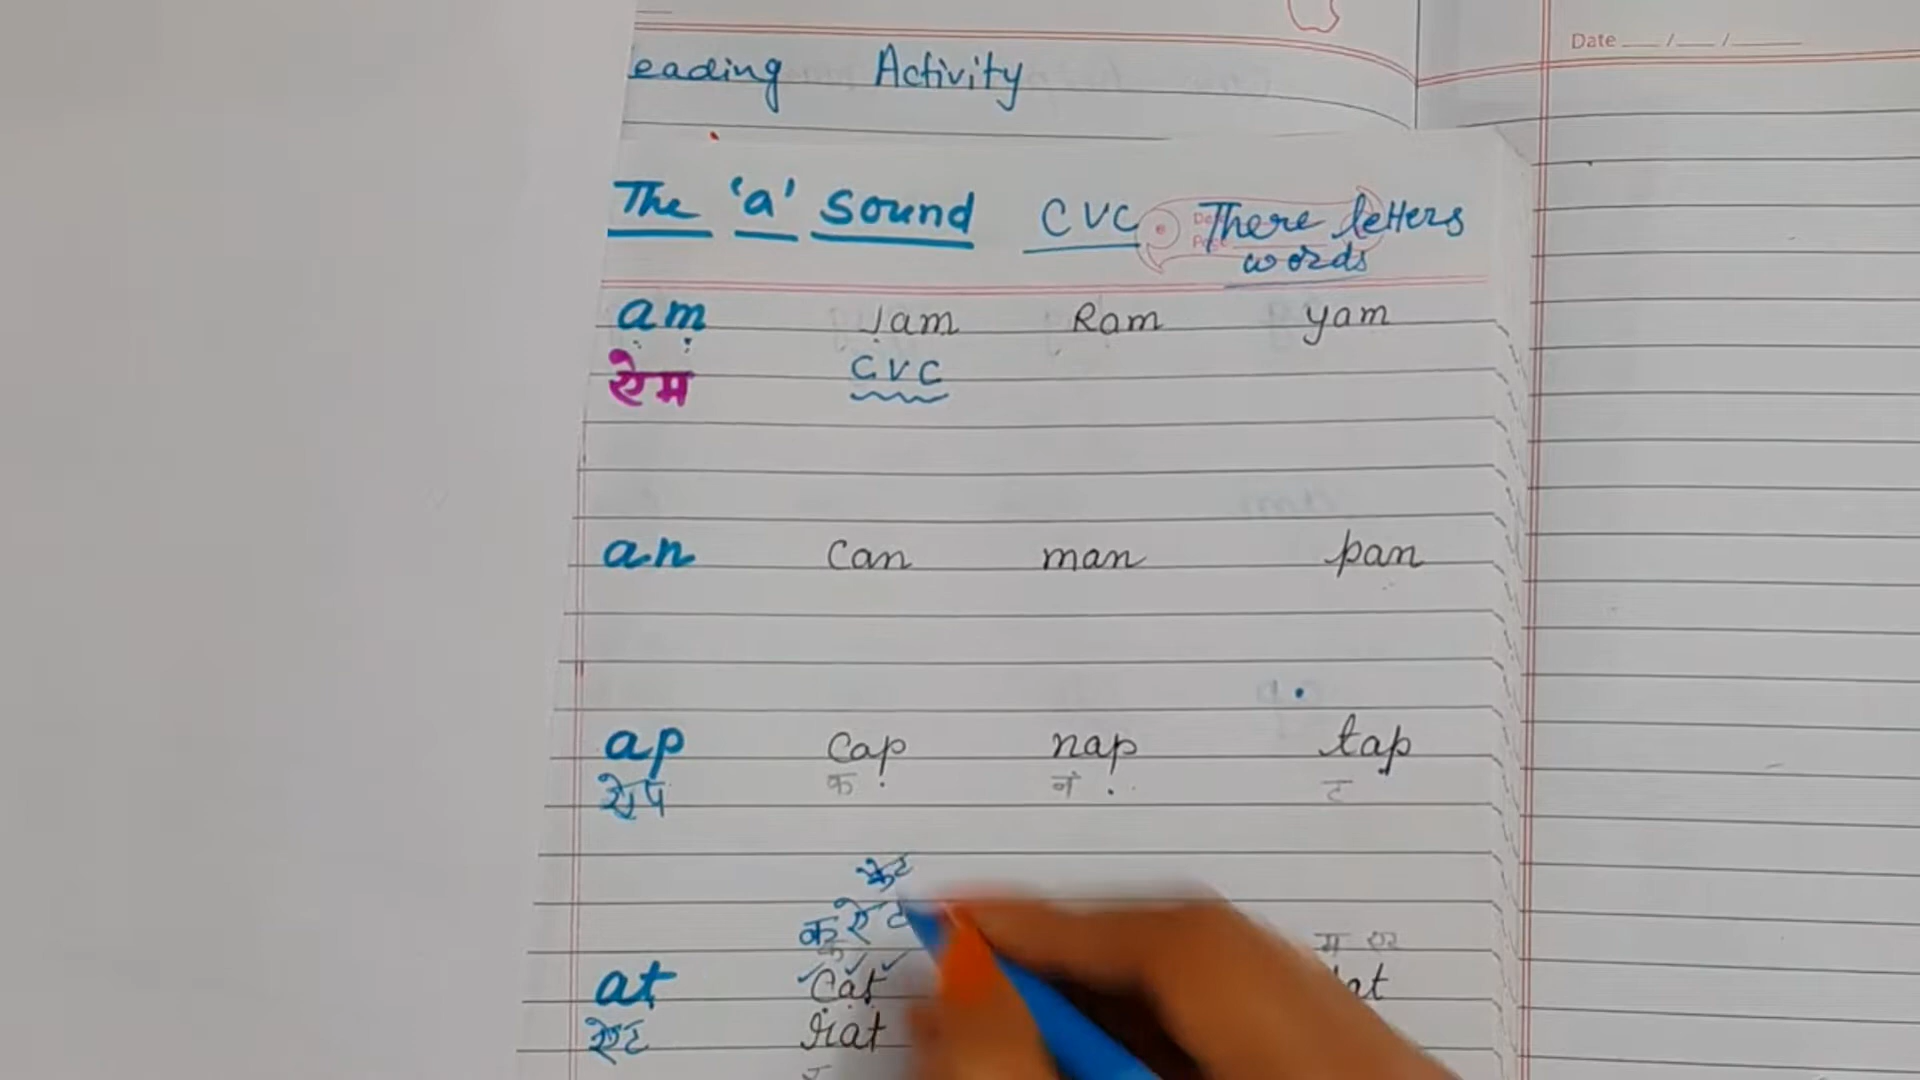 eading Activity
Date
The 'a' Sound CVC There letters
words
am Jam Ram yam
ऐम CVC
an Can man pan
ap Cap nap tap
ऐप क न ट
कैट
क ऐ ट
at Cat at
ऐट rat